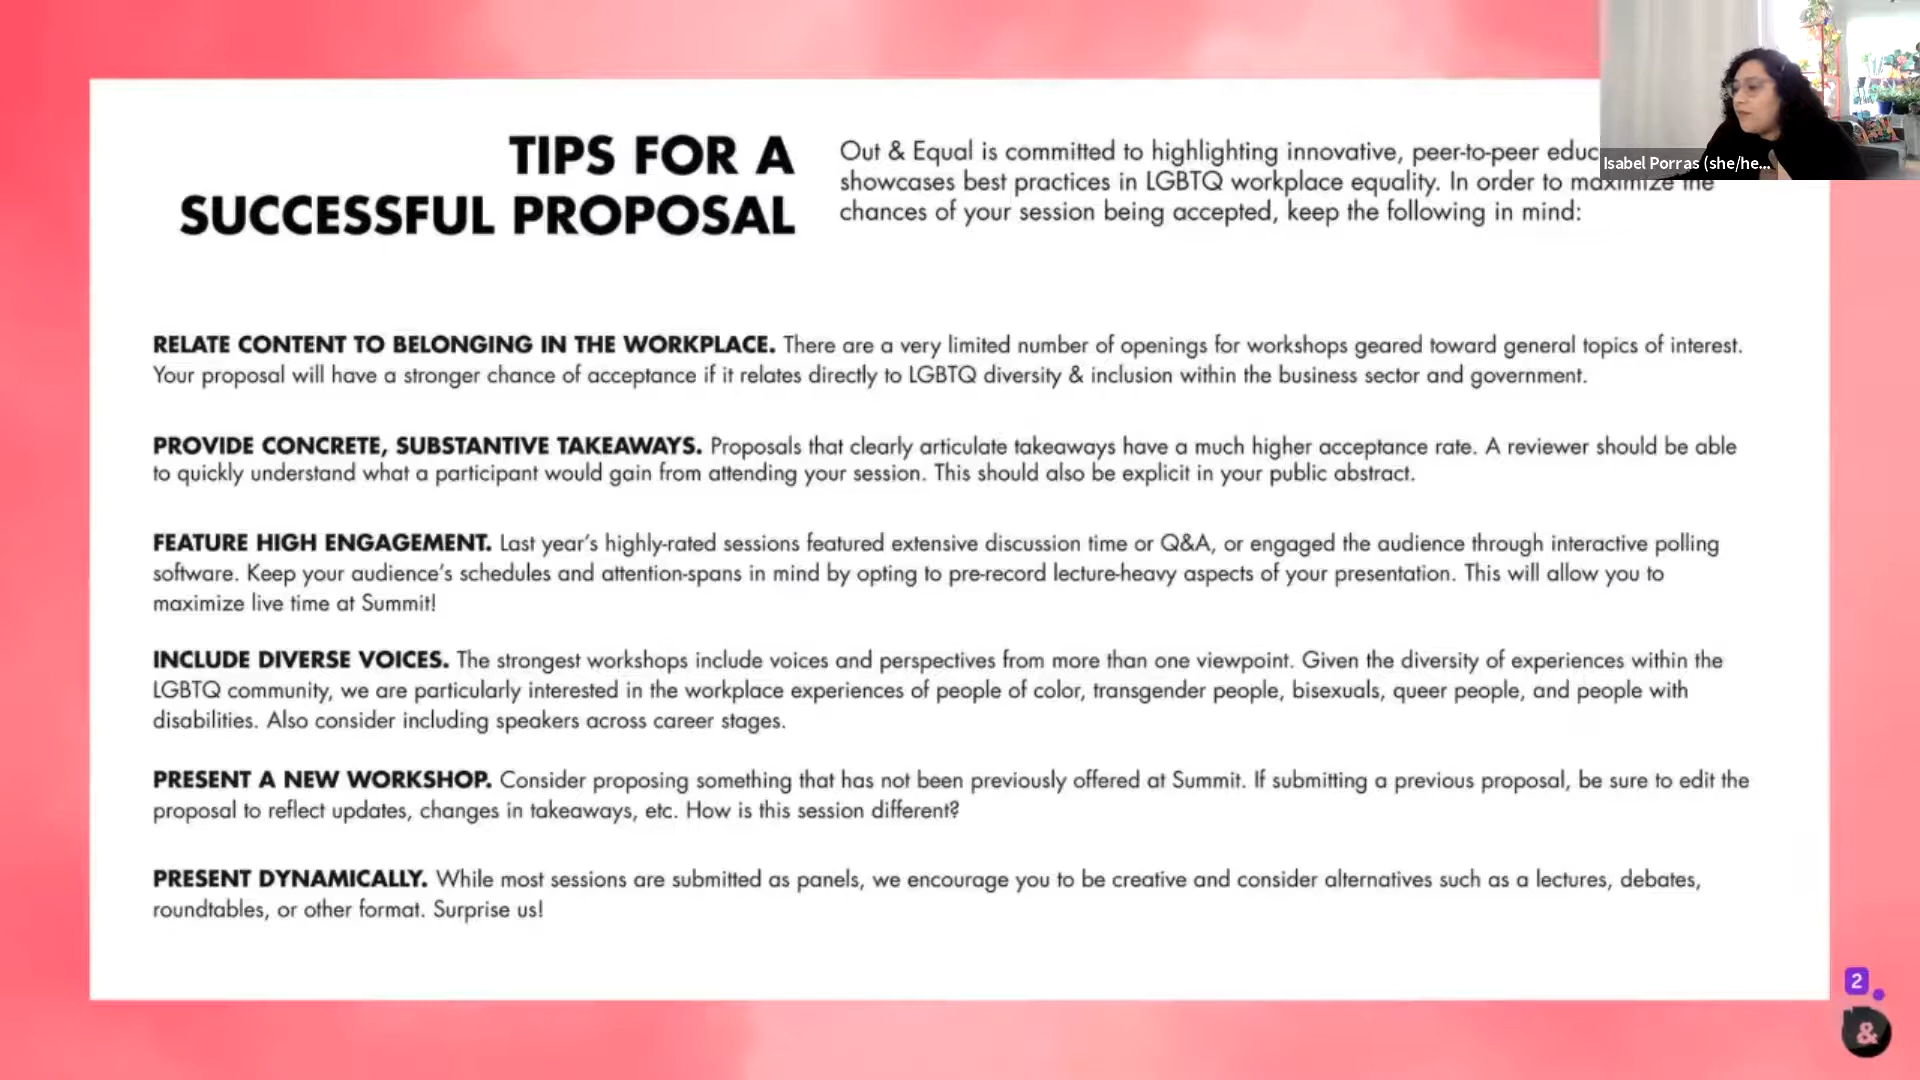 TIPS FOR A
SUCCESSFUL PROPOSAL
Out & Equal is committed to highlighting innovative, peer-to-peer educ
showcases best practices in LGBTQ workplace equality. In order to maximize the
chances of your session being accepted, keep the following in mind:
Isabel Porras (she/he...
RELATE CONTENT TO BELONGING IN THE WORKPLACE. There are a very limited number of openings for workshops geared toward general topics of interest.
Your proposal will have a stronger chance of acceptance if it relates directly to LGBTQ diversity & inclusion within the business sector and government.
PROVIDE CONCRETE, SUBSTANTIVE TAKEAWAYS. Proposals that clearly articulate takeaways have a much higher acceptance rate. A reviewer should be able
to quickly understand what a participant would gain from attending your session. This should also be explicit in your public abstract.
FEATURE HIGH ENGAGEMENT. Last year's highly-rated sessions featured extensive discussion time or Q&A, or engaged the audience through interactive polling
software. Keep your audience's schedules and attention-spans in mind by opting to pre-record lecture-heavy aspects of your presentation. This will allow you to
maximize live time at Summit!
INCLUDE DIVERSE VOICES. The strongest workshops include voices and perspectives from more than one viewpoint. Given the diversity of experiences within the
LGBTQ community, we are particularly interested in the workplace experiences of people of color, transgender people, bisexuals, queer people, and people with
disabilities. Also consider including speakers across career stages.
PRESENT A NEW WORKSHOP. Consider proposing something that has not been previously offered at Summit. If submitting a previous proposal, be sure to edit the
proposal to reflect updates, changes in takeaways, etc. How is this session different?
PRESENT DYNAMICALLY. While most sessions are submitted as panels, we encourage you to be creative and consider alternatives such as a lectures, debates,
roundtables, or other format. Surprise us!
2
&